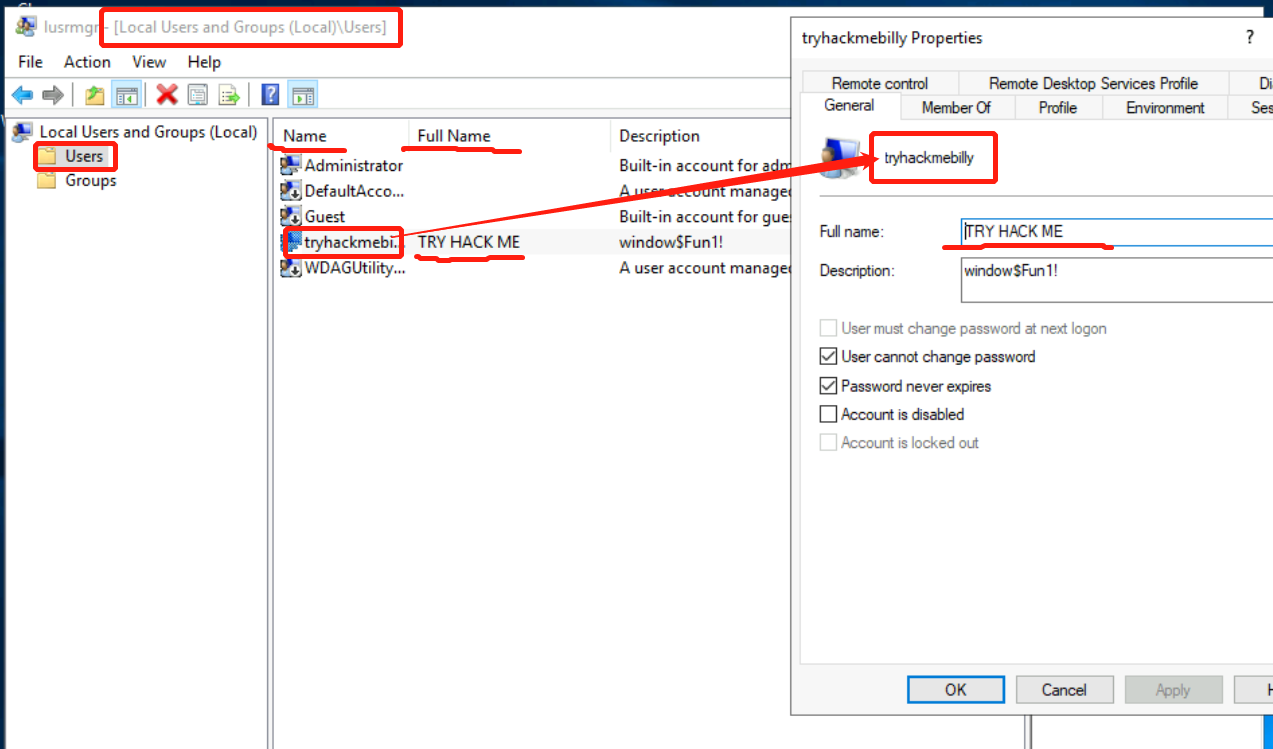 lusrmgr - [Local Users and Groups (Local)\Users]
File Action View Help
Local Users and Groups (Local)
Users
Groups
Name Full Name Description
Administrator Built-in account for adm
DefaultAcco... A user account managed
Guest Built-in account for gues
tryhackmebi... TRY HACK ME window$Fun1!
WDAGUtility... A user account managed
tryhackmebilly Properties ?
Remote control Remote Desktop Services Profile Di
General Member Of Profile Environment Ses
tryhackmebilly
Full name: TRY HACK ME
Description: window$Fun1!
User must change password at next logon
User cannot change password
Password never expires
Account is disabled
Account is locked out
OK Cancel Apply H